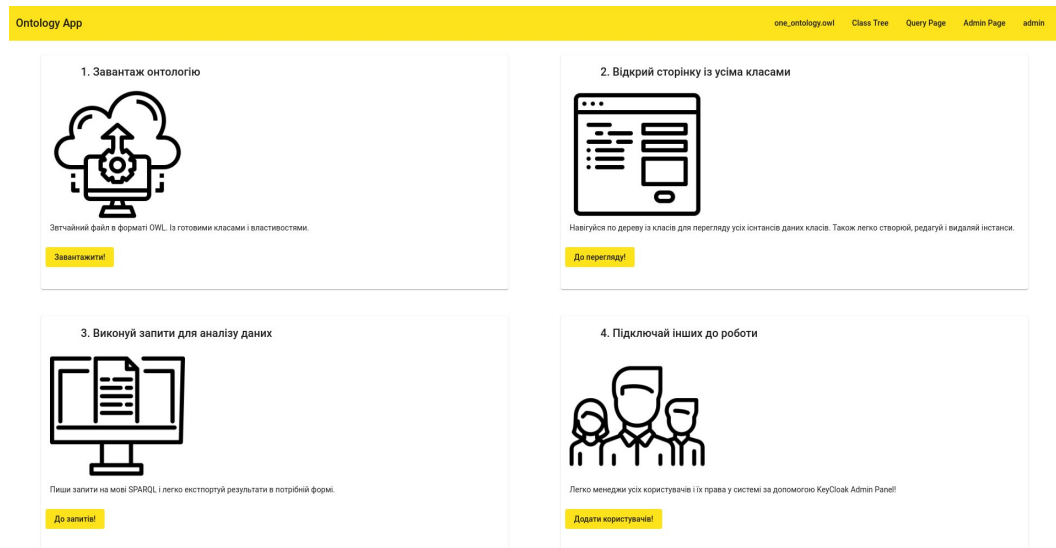 Ontology App
one_ontology.owl Class Tree Query Page Admin Page admin
1. Завантаж онтологію
Звтчайний файл в форматі OWL. Із готовими класами і властивостями.
Завантажити!
2. Відкрий сторінку із усіма класами
Навігуйся по дереву із класів для перегляду усіх існтансів даних класів. Також легко створюй, редагуй і видаляй інстанси.
До перегляду!
3. Виконуй запити для аналізу даних
Пиши запити на мові SPARQL і легко експортуй результати в потрібній формі.
До запитів!
4. Підключай інших до роботи
Легко менеджи усіх користувачів і їх права у системі за допомогою KeyCloak Admin Panel!
Додати користувачів!